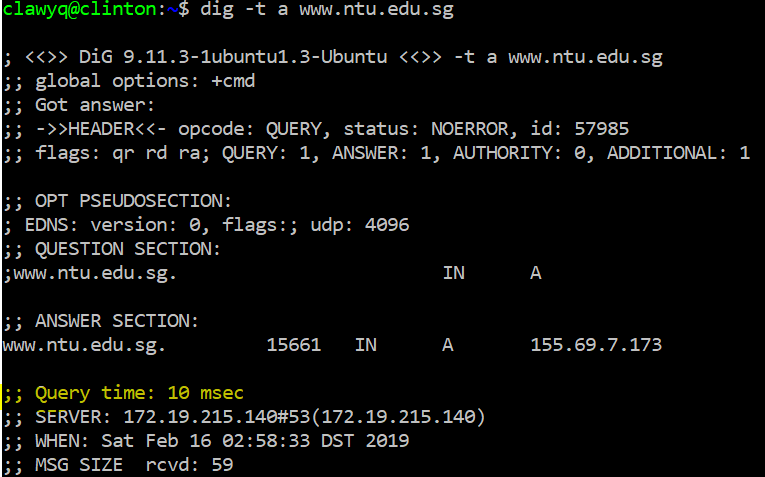 clawyq@clinton:~$ dig -t a www.ntu.edu.sg
; <<>> DiG 9.11.3-1ubuntu1.3-Ubuntu <<>> -t a www.ntu.edu.sg
;; global options: +cmd
;; Got answer:
;; ->>HEADER<<- opcode: QUERY, status: NOERROR, id: 57985
;; flags: qr rd ra; QUERY: 1, ANSWER: 1, AUTHORITY: 0, ADDITIONAL: 1
;; OPT PSEUDOSECTION:
; EDNS: version: 0, flags:; udp: 4096
;; QUESTION SECTION:
;www.ntu.edu.sg. IN A
;; ANSWER SECTION:
www.ntu.edu.sg. 15661 IN A 155.69.7.173
;; Query time: 10 msec
;; SERVER: 172.19.215.140#53(172.19.215.140)
;; WHEN: Sat Feb 16 02:58:33 DST 2019
;; MSG SIZE rcvd: 59